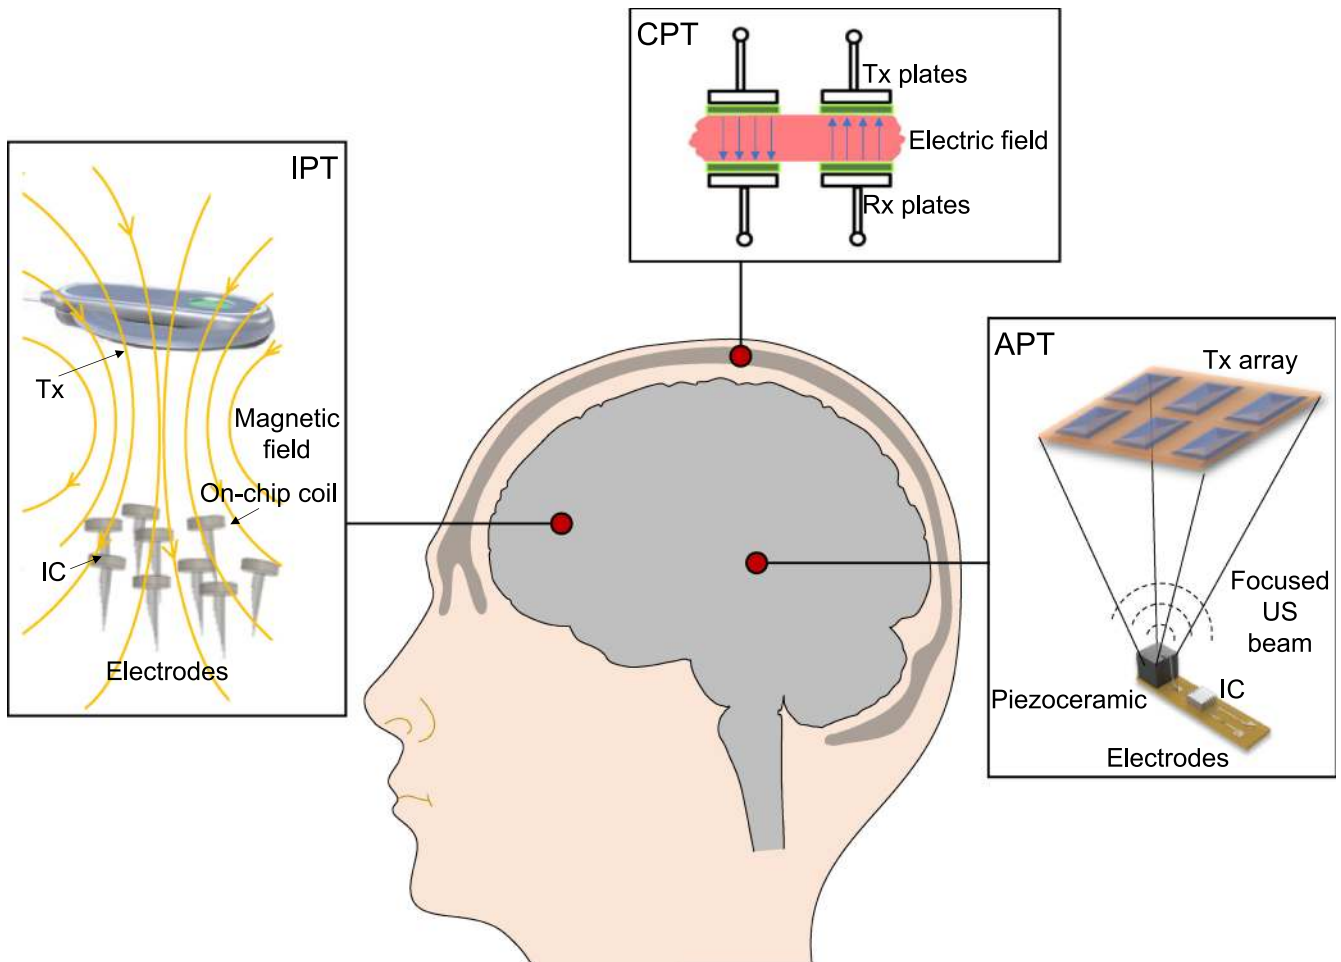 IPT
Tx
Magnetic
field
On-chip coil
IC
Electrodes
CPT
Tx plates
Electric field
Rx plates
APT
Tx array
Focused
US
beam
Piezoceramic
IC
Electrodes